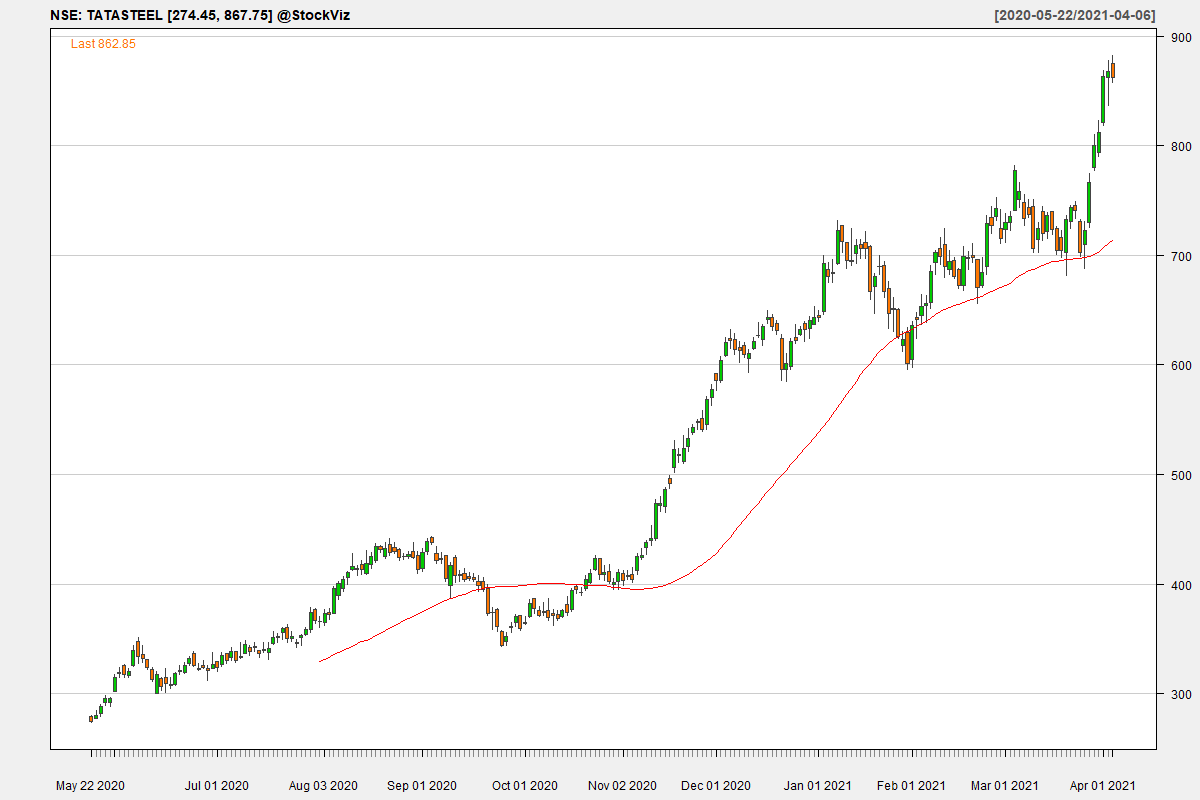 NSE: TATASTEEL [274.45, 867.75] @StockViz [2020-05-22/2021-04-06]
Last 862.85
900
800
700
600
500
400
300
May 22 2020 Jul 01 2020 Aug 03 2020 Sep 01 2020 Oct 01 2020 Nov 02 2020 Dec 01 2020 Jan 01 2021 Feb 01 2021 Mar 01 2021 Apr 01 2021